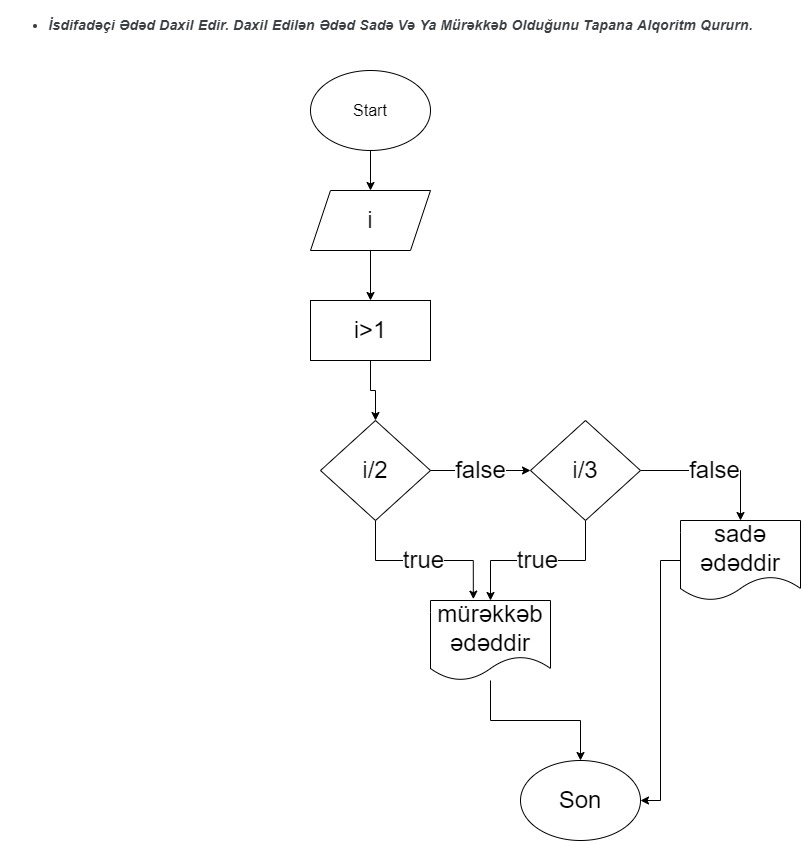 İsdifadəçi Ədəd Daxil Edir. Daxil Edilən Ədəd Sadə Və Ya Mürəkkəb Olduğunu Tapana Alqoritm Qururn.
Start
i
i>1
i/2
false
i/3
false
sadə
ədəddir
true
true
mürəkkəb
ədəddir
Son